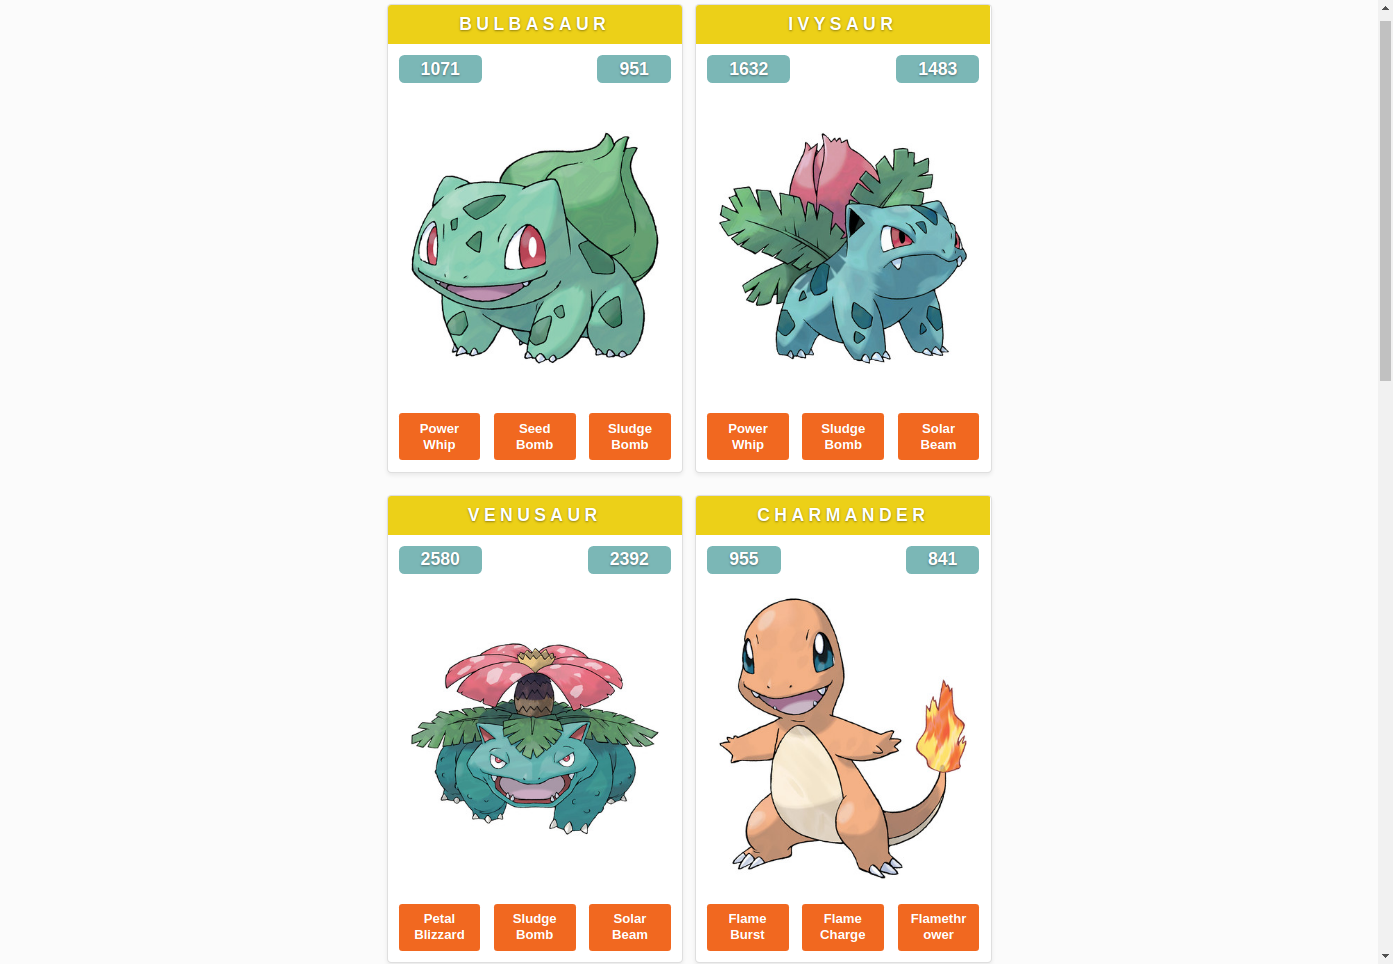 BULBASAUR
1071 951
Power
Whip
Seed
Bomb
Sludge
Bomb
IVYSAUR
1632 1483
Power
Whip
Sludge
Bomb
Solar
Beam
VENUSAUR
2580 2392
Petal
Blizzard
Sludge
Bomb
Solar
Beam
CHARMANDER
955 841
Flame
Burst
Flame
Charge
Flamethr
ower